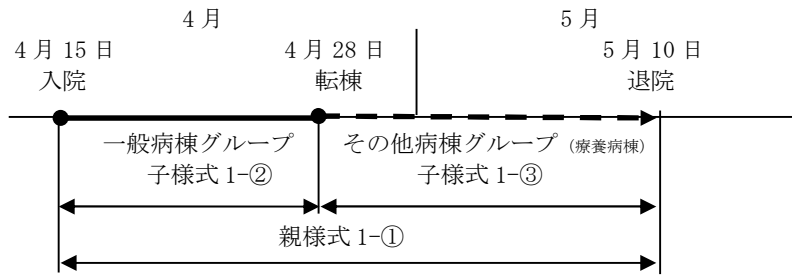 4月 5月
4月15日 4月28日 5月10日
入院 転棟 退院
一般病棟グループ その他病棟グループ（療養病棟）
子様式1-② 子様式1-③
親様式1-①